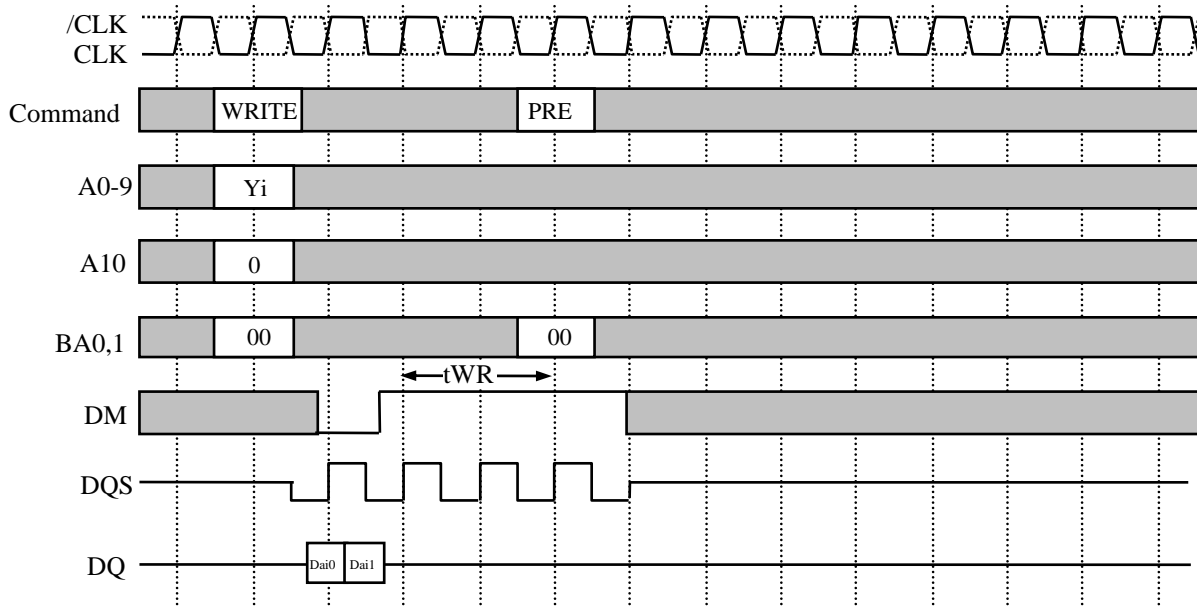 /CLK
CLK
Command WRITE PRE
A0-9 Yi
A10 0
BA0,1 00 00
tWR
DM
DQS
DQ Dai0 Dai1